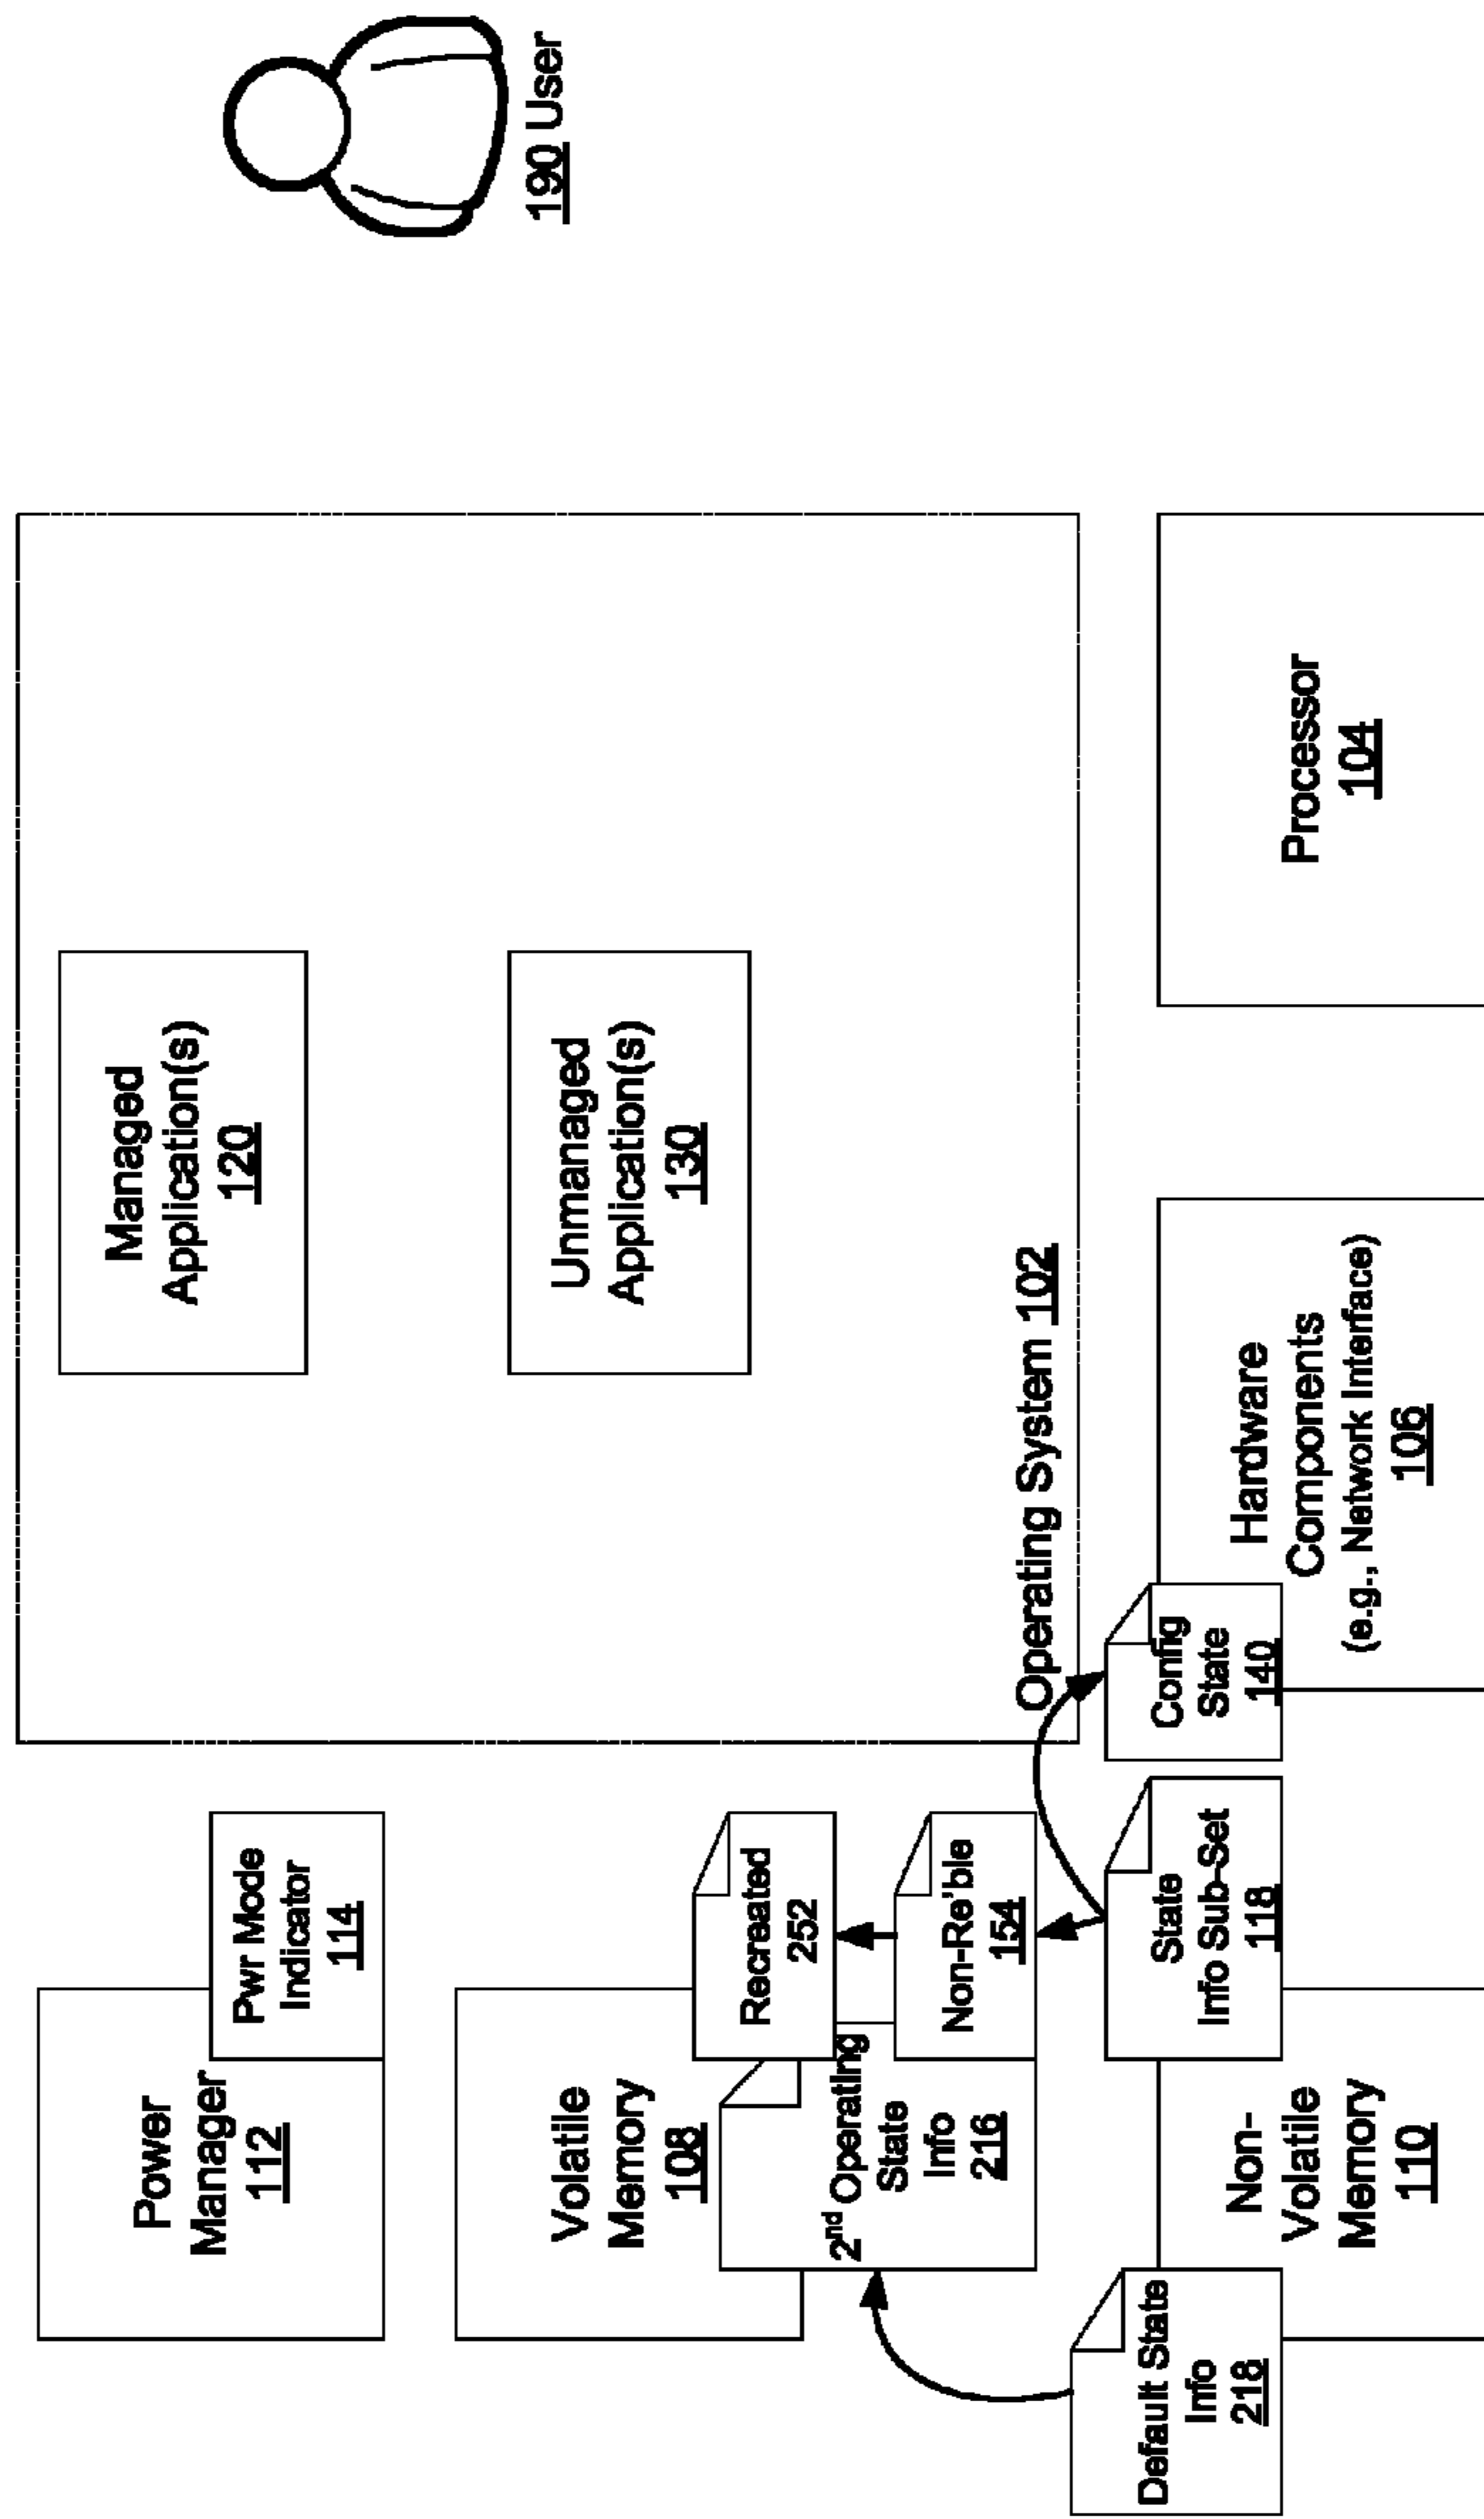 Power
Manager
112
Pwr Mode
Indicator
114
Managed
Application(s)
120
190 User
Volatile
Memory
108
Recreated
252
2nd Operating
State
Info
216
Non-Re'ble
154
Unmanaged
Application(s)
130
Operating System 102
Default State
Info
218
Non-
Volatile
Memory
110
State
Info Sub-Set
118
Config
State
140
Hardware
Components
(e.g., Network Interface)
106
Processor
104